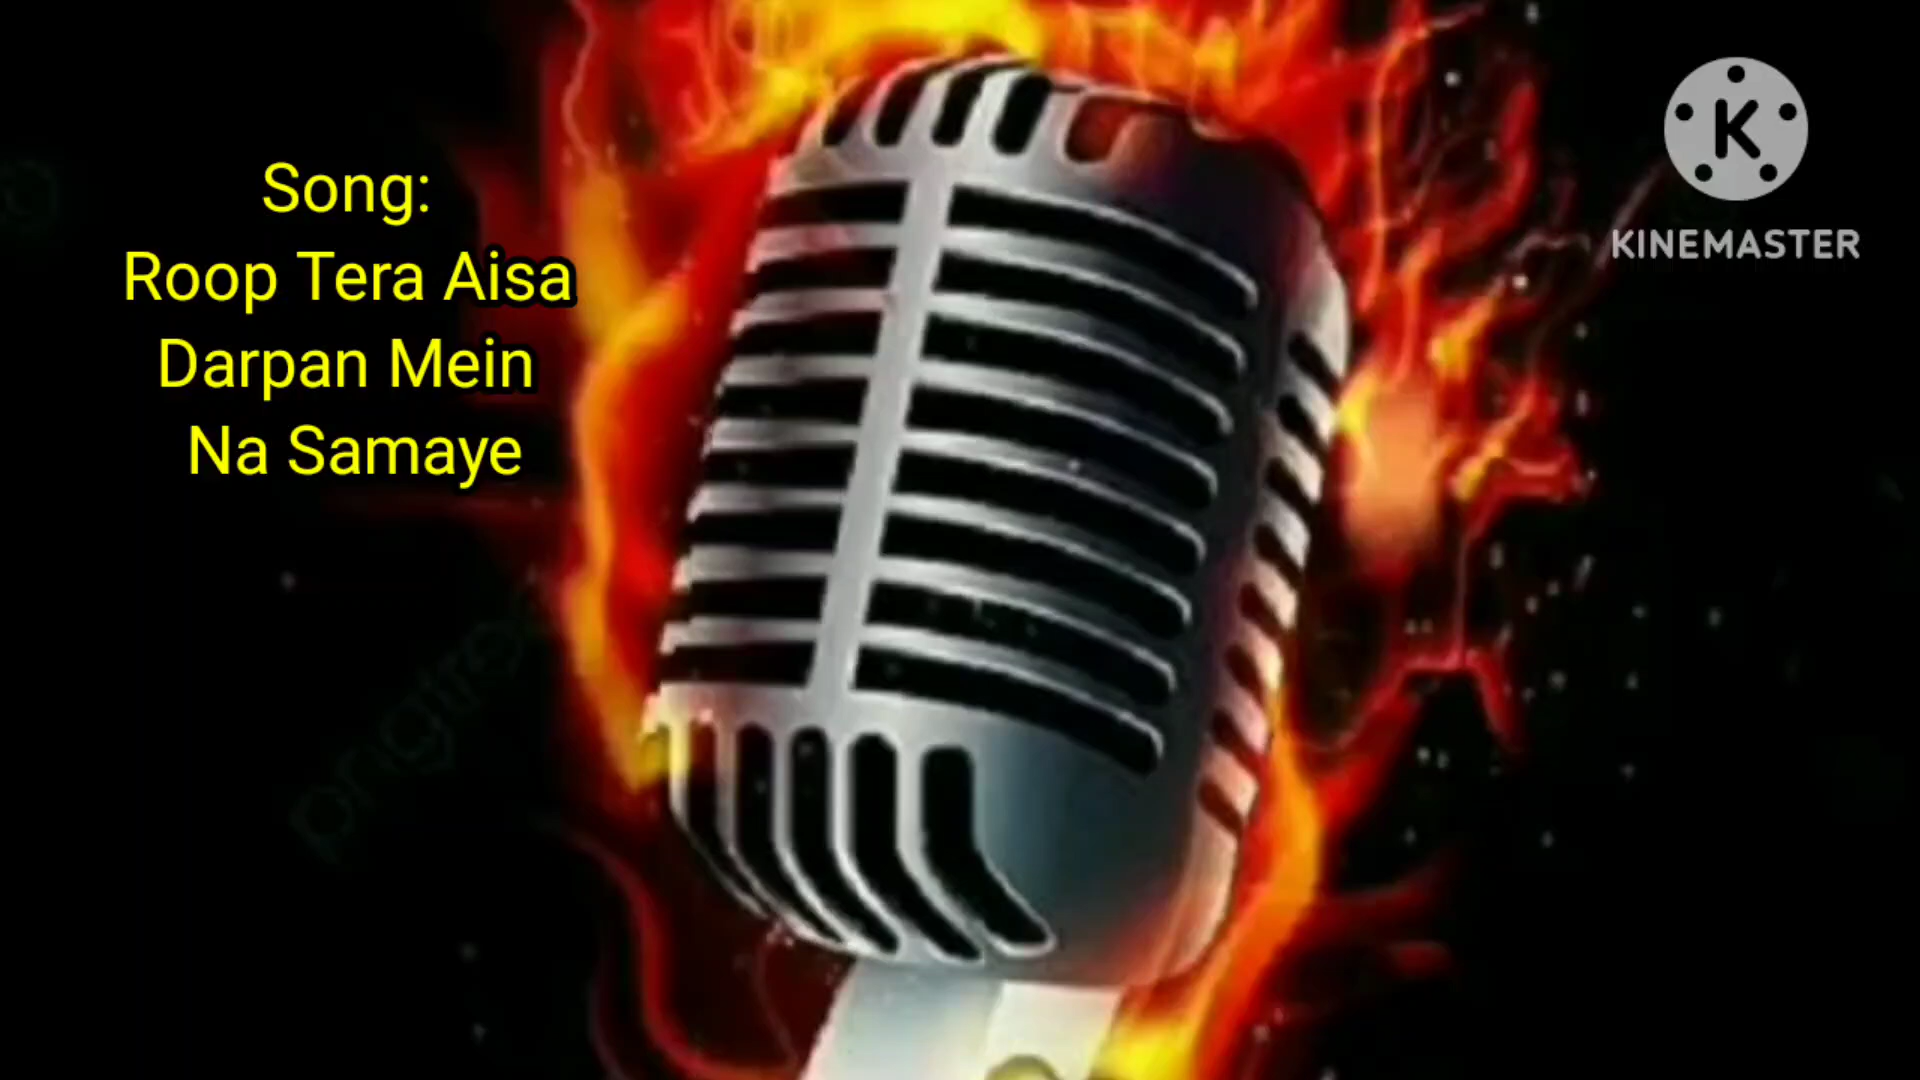 Song:
Roop Tera Aisa
Darpan Mein
Na Samaye
K
KINEMASTER